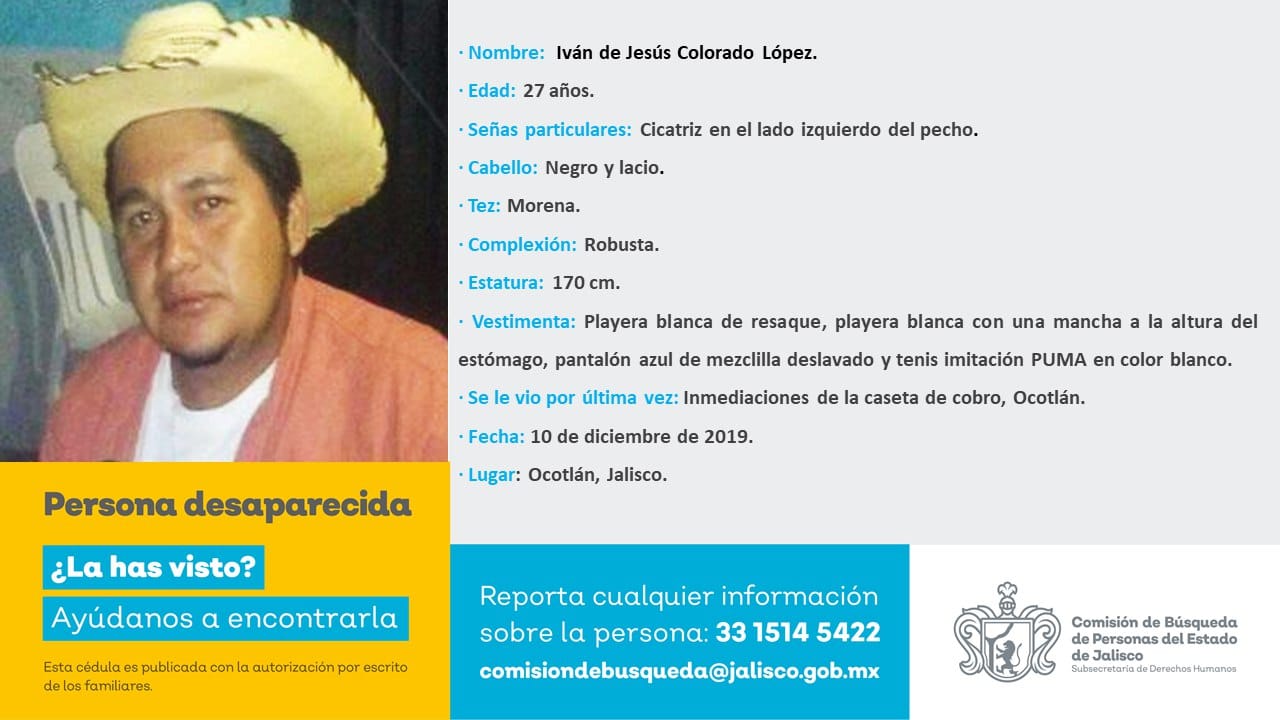 · Nombre: Iván de Jesús Colorado López.
· Edad: 27 años.
· Señas particulares: Cicatriz en el lado izquierdo del pecho.
· Cabello: Negro y lacio.
· Tez: Morena.
· Complexión: Robusta.
· Estatura: 170 cm.
· Vestimenta: Playera blanca de resaque, playera blanca con una mancha a la altura del
estómago, pantalón azul de mezclilla deslavado y tenis imitación PUMA en color blanco.
· Se le vio por última vez: Inmediaciones de la caseta de cobro, Ocotlán.
· Fecha: 10 de diciembre de 2019.
· Lugar: Ocotlán, Jalisco.
Persona desaparecida
¿La has visto?
Ayúdanos a encontrarla
Esta cédula es publicada con la autorización por escrito
de los familiares.
Reporta cualquier información
sobre la persona: 33 1514 5422
comisiondebusqueda@jalisco.gob.mx
Comisión de Búsqueda
de Personas del Estado
de Jalisco
Subsecretaría de Derechos Humanos